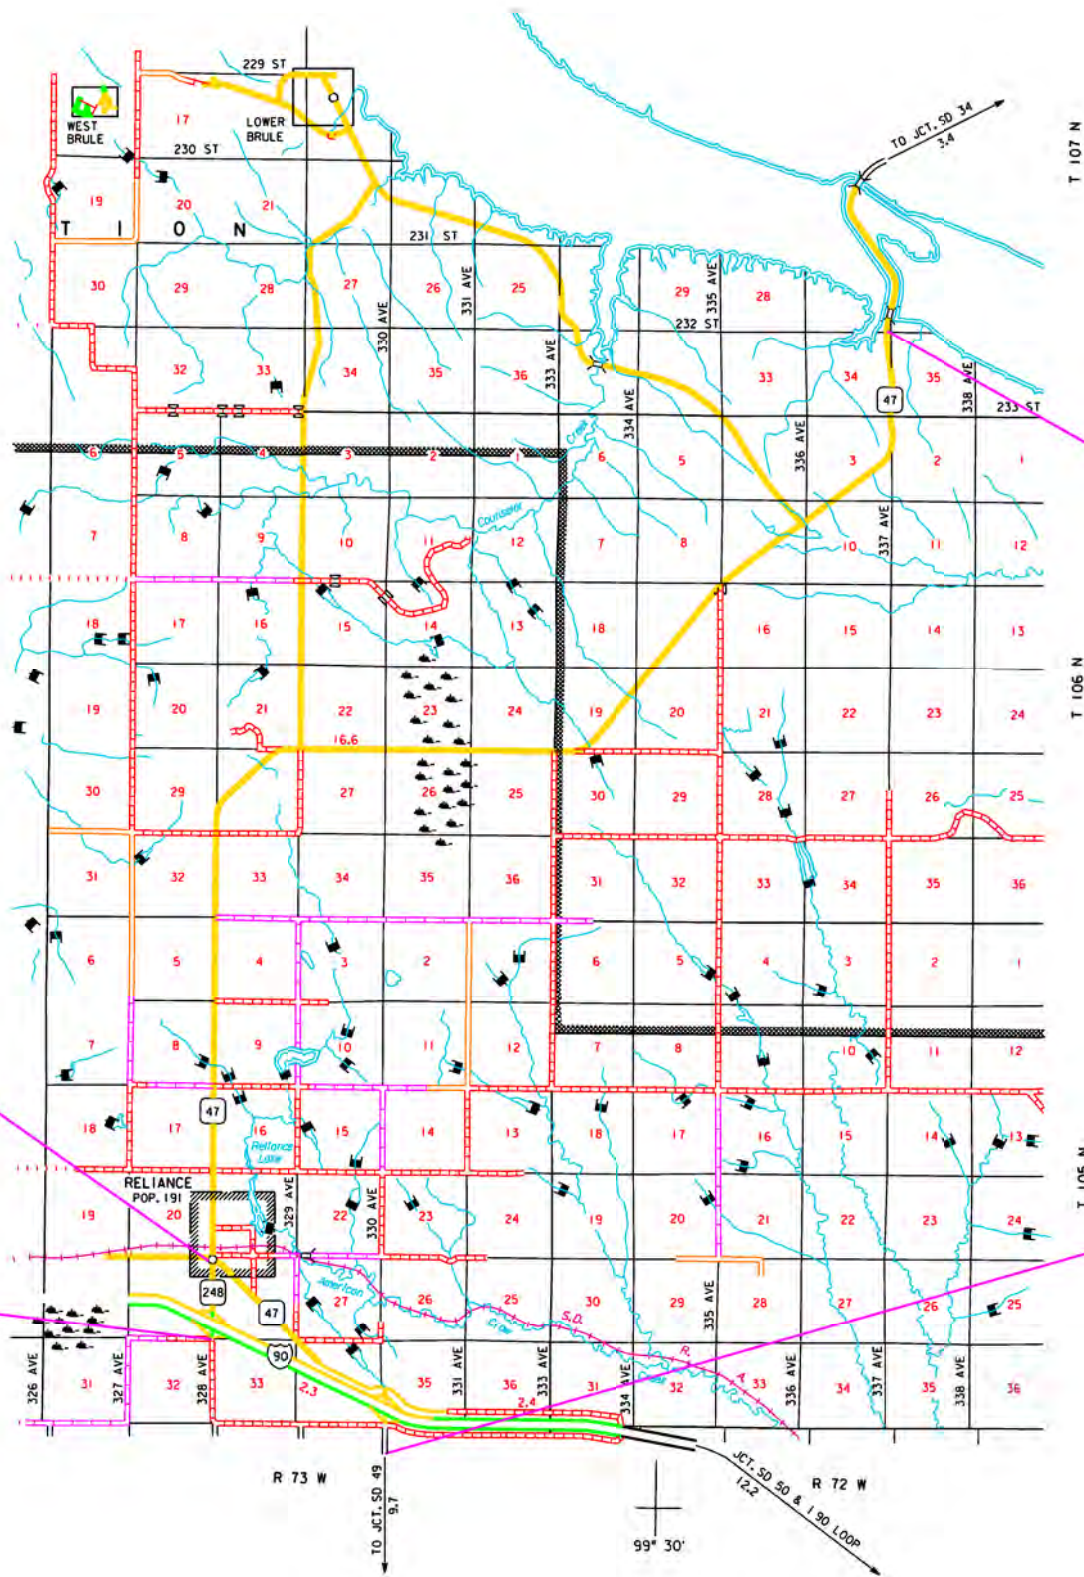 229 ST
TO JCT. SD 34
3.4
T 107 N
WEST
BRULE
17
LOWER
BRULE
230 ST
19 20 21
T I O N
231 ST
30 29 28 27 26 25 29 28
330 AVE
331 AVE
335 AVE
232 ST
32 33 34 35 36 33 34 35
333 AVE
334 AVE
47
338 AVE
233 ST
6 5 4 3 2 1 6 5 3 2 1
Creek
336 AVE
Counselor
7 8 9 10 11 12 7 8 10 11 12
337 AVE
18 17 16 15 14 13 18 16 15 14 13
T 106 N
19 20 21 22 23 24 19 20 21 22 23 24
16.6
30 29 27 26 25 30 29 28 27 26 25
31 32 33 34 35 36 31 32 33 34 35 36
6 5 4 3 2 6 5 4 3 2 1
7 8 9 10 11 12 7 8 10 11 12
47
18 17 16 15 14 13 18 17 16 15 14 13
Reliance
Lake
T 105 N
RELIANCE
POP. 191
19 20 22 23 24 19 20 21 22 23 24
329 AVE
330 AVE
248
47
American
Crow
27 26 25 30 29 28 27 26 25
S.D.
R.
A.
335 AVE
90
326 AVE
327 AVE
328 AVE
331 AVE
333 AVE
334 AVE
336 AVE
337 AVE
338 AVE
31 32 33 35 36 31 32 33 34 35 36
2.3
2.4
R 73 W
TO JCT. SD 49
9.7
JCT. SD 50 & I 90 LOOP
12.2
R 72 W
99° 30'